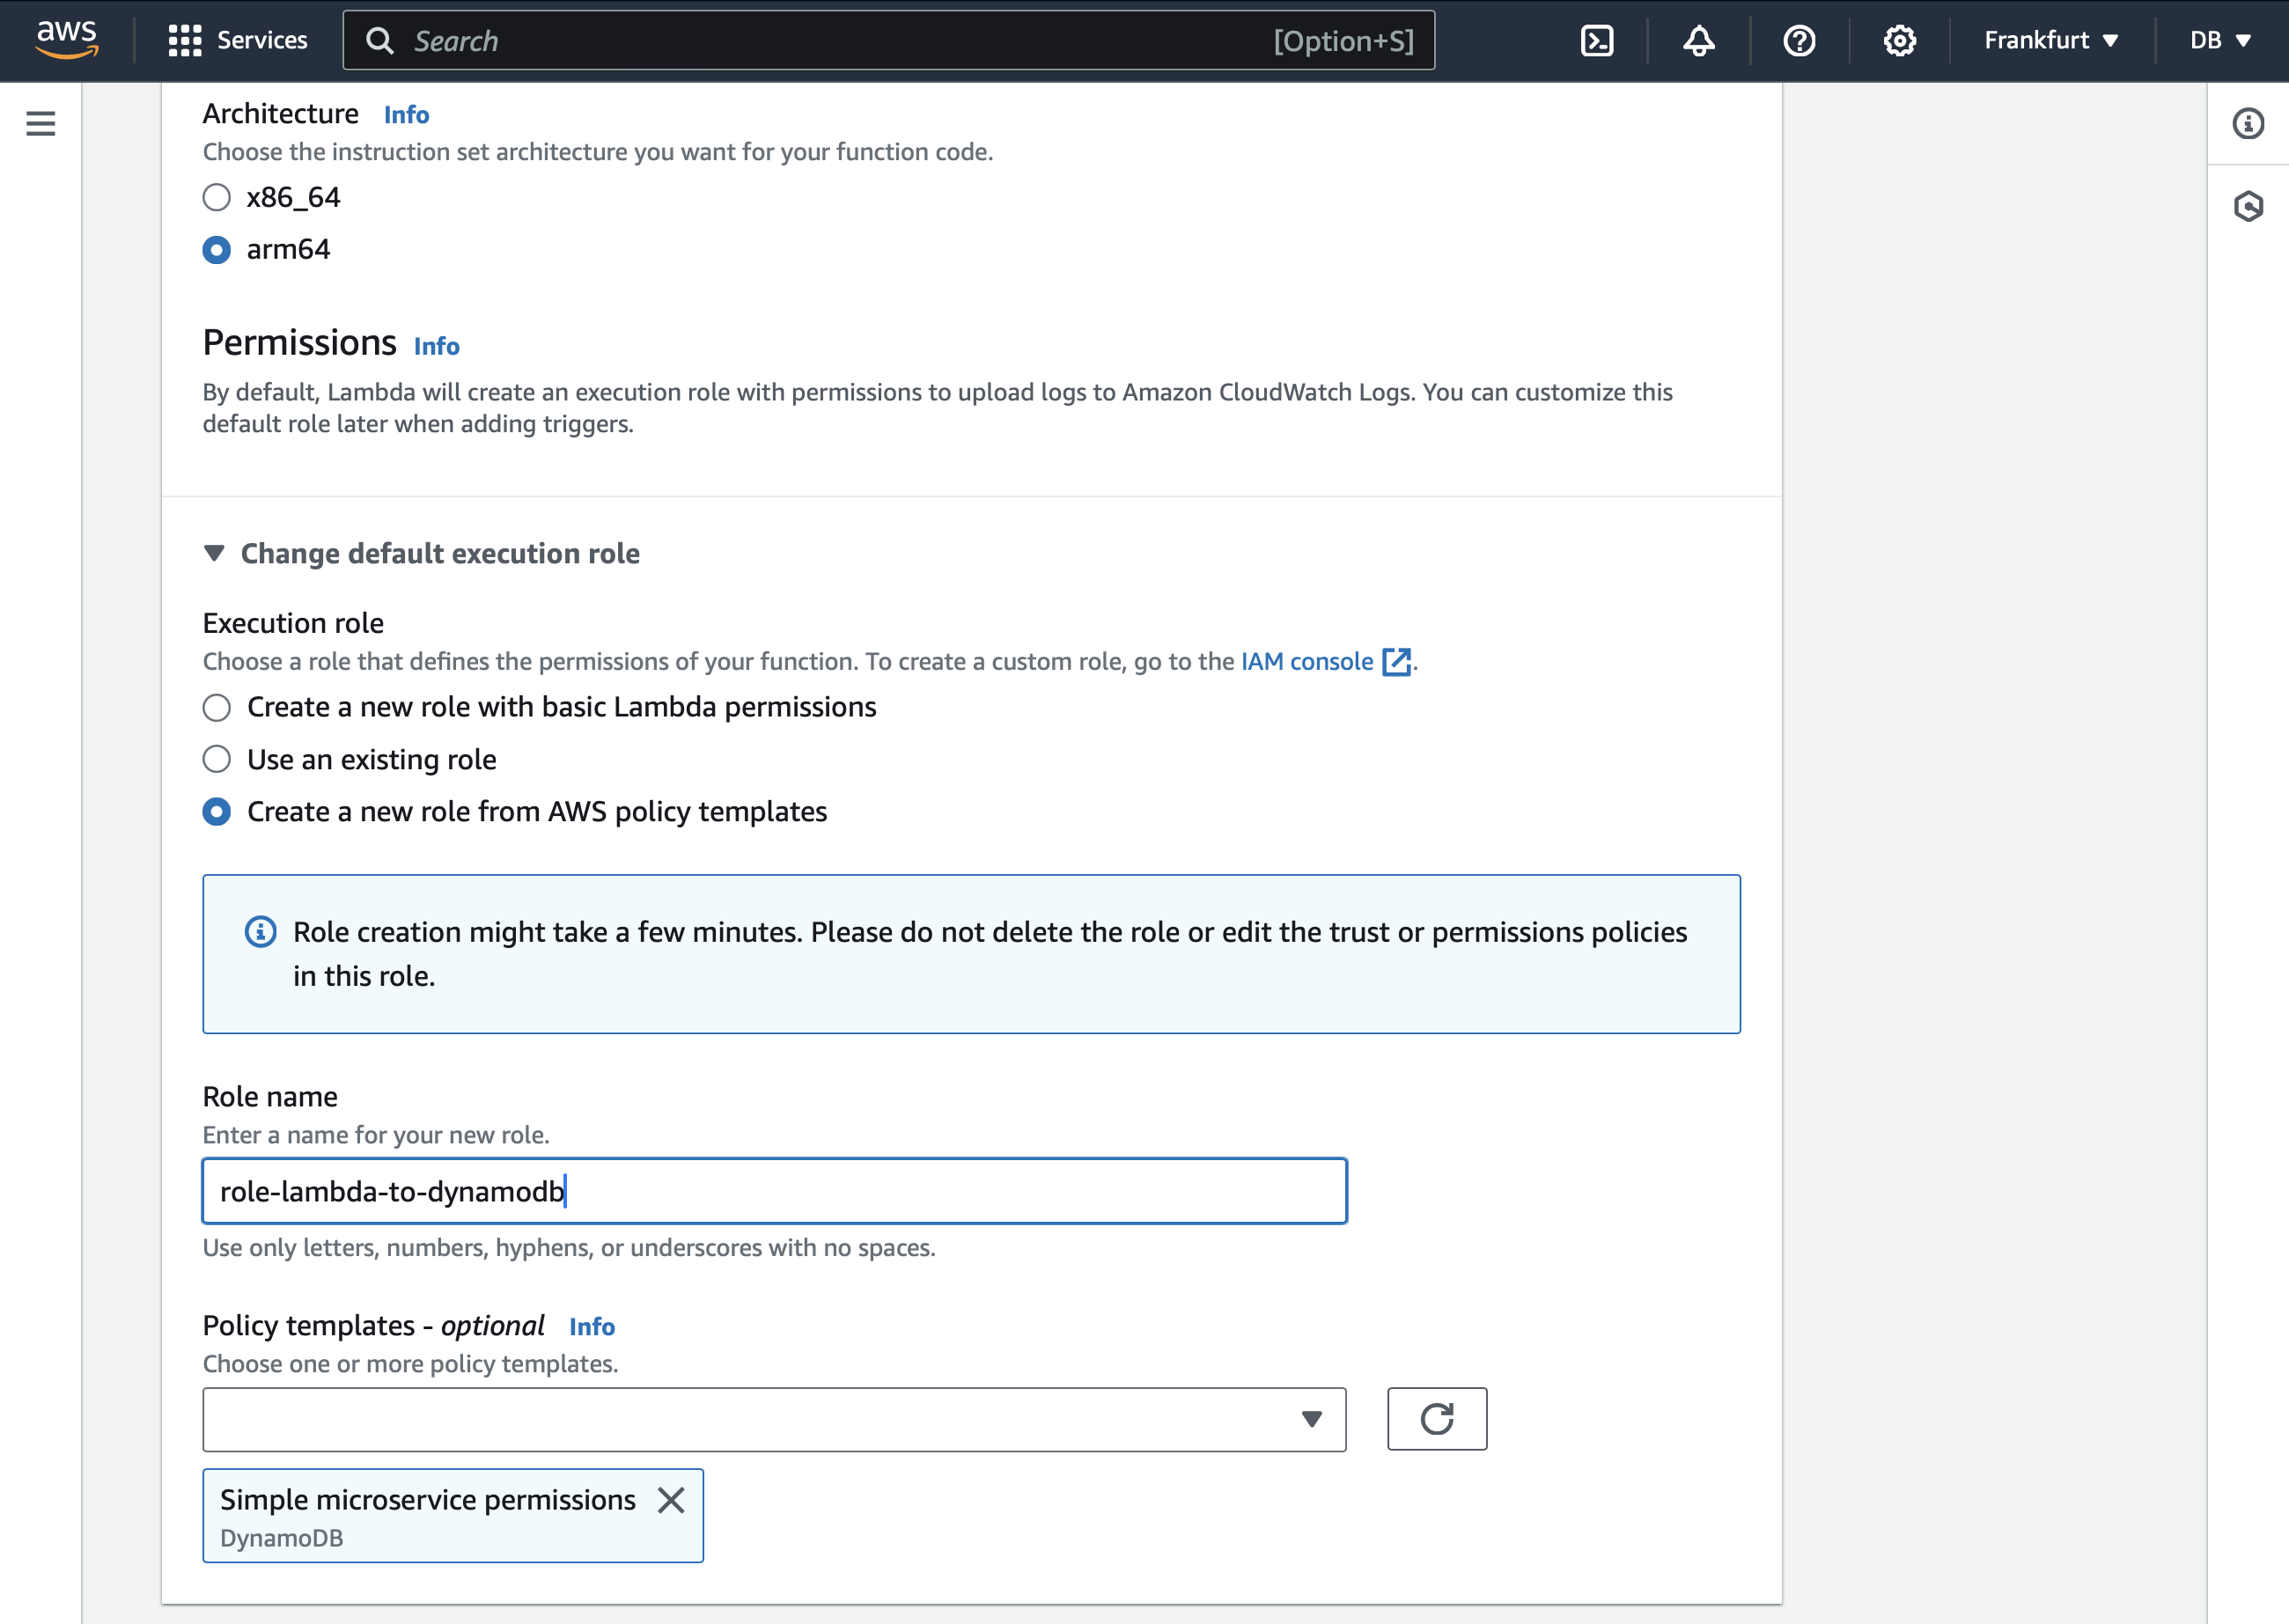 aws Services Search [Option+S] Frankfurt DB
Architecture Info
Choose the instruction set architecture you want for your function code.
x86_64
arm64
Permissions Info
By default, Lambda will create an execution role with permissions to upload logs to Amazon CloudWatch Logs. You can customize this
default role later when adding triggers.
Change default execution role
Execution role
Choose a role that defines the permissions of your function. To create a custom role, go to the IAM console.
Create a new role with basic Lambda permissions
Use an existing role
Create a new role from AWS policy templates
Role creation might take a few minutes. Please do not delete the role or edit the trust or permissions policies
in this role.
Role name
Enter a name for your new role.
role-lambda-to-dynamodb
Use only letters, numbers, hyphens, or underscores with no spaces.
Policy templates - optional Info
Choose one or more policy templates.
Simple microservice permissions
DynamoDB